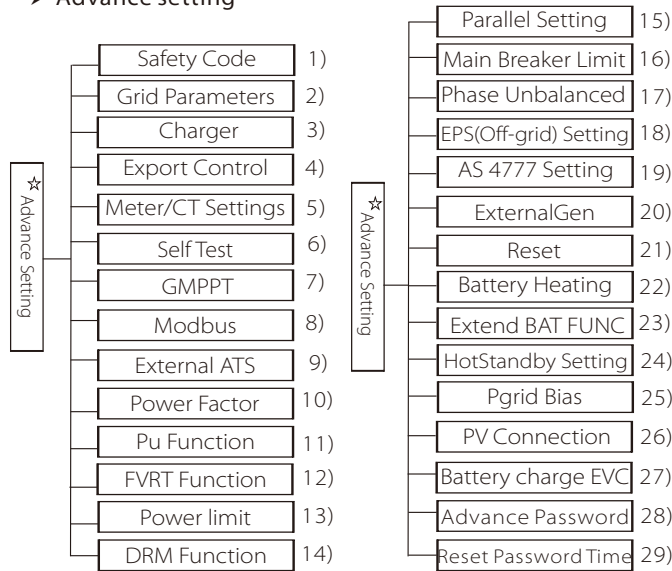 ➢ Advance setting
☆ Advance Setting
Safety Code 1)
Grid Parameters 2)
Charger 3)
Export Control 4)
Meter/CT Settings 5)
Self Test 6)
GMPPT 7)
Modbus 8)
External ATS 9)
Power Factor 10)
Pu Function 11)
FVRT Function 12)
Power limit 13)
DRM Function 14)
☆ Advance Setting
Parallel Setting 15)
Main Breaker Limit 16)
Phase Unbalanced 17)
EPS(Off-grid) Setting 18)
AS 4777 Setting 19)
ExternalGen 20)
Reset 21)
Battery Heating 22)
Extend BAT FUNC 23)
HotStandby Setting 24)
Pgrid Bias 25)
PV Connection 26)
Battery charge EVC 27)
Advance Password 28)
Reset Password Time 29)